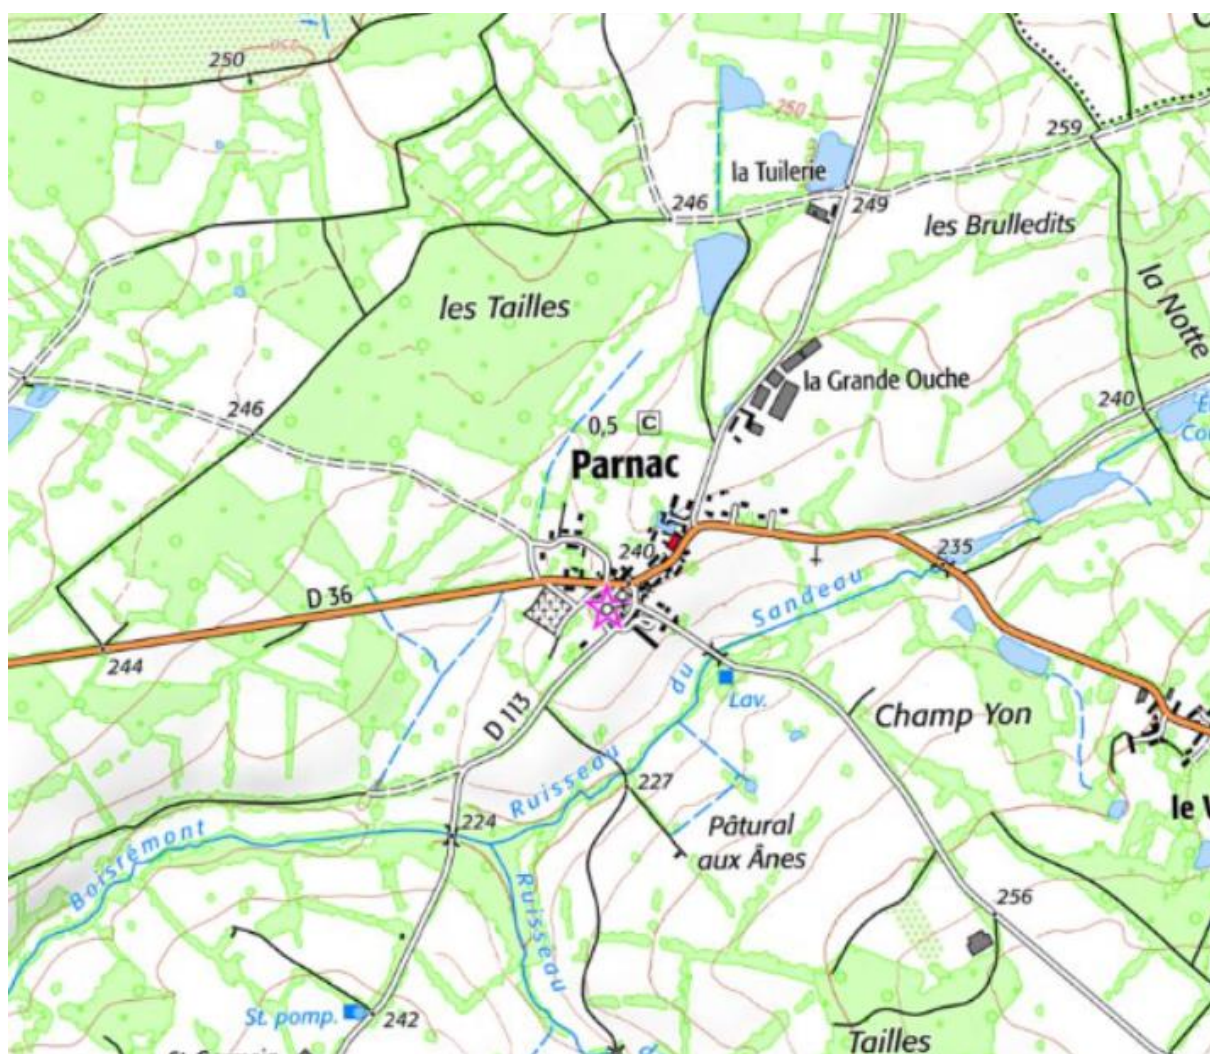 250
250
250
259
la Tuilerie
246
249
les Brulledits
la Notte
les Tailles
la Grande Ouche
246
240
0,5 C
Parnac
240
235
D 36
Sandeau
244
du
Lav.
D 113
Champ Yon
Ruisseau
227
224
Boisrémont
Pâtural
aux Ânes
Ruisseau
256
St. pomp.
242
Tailles